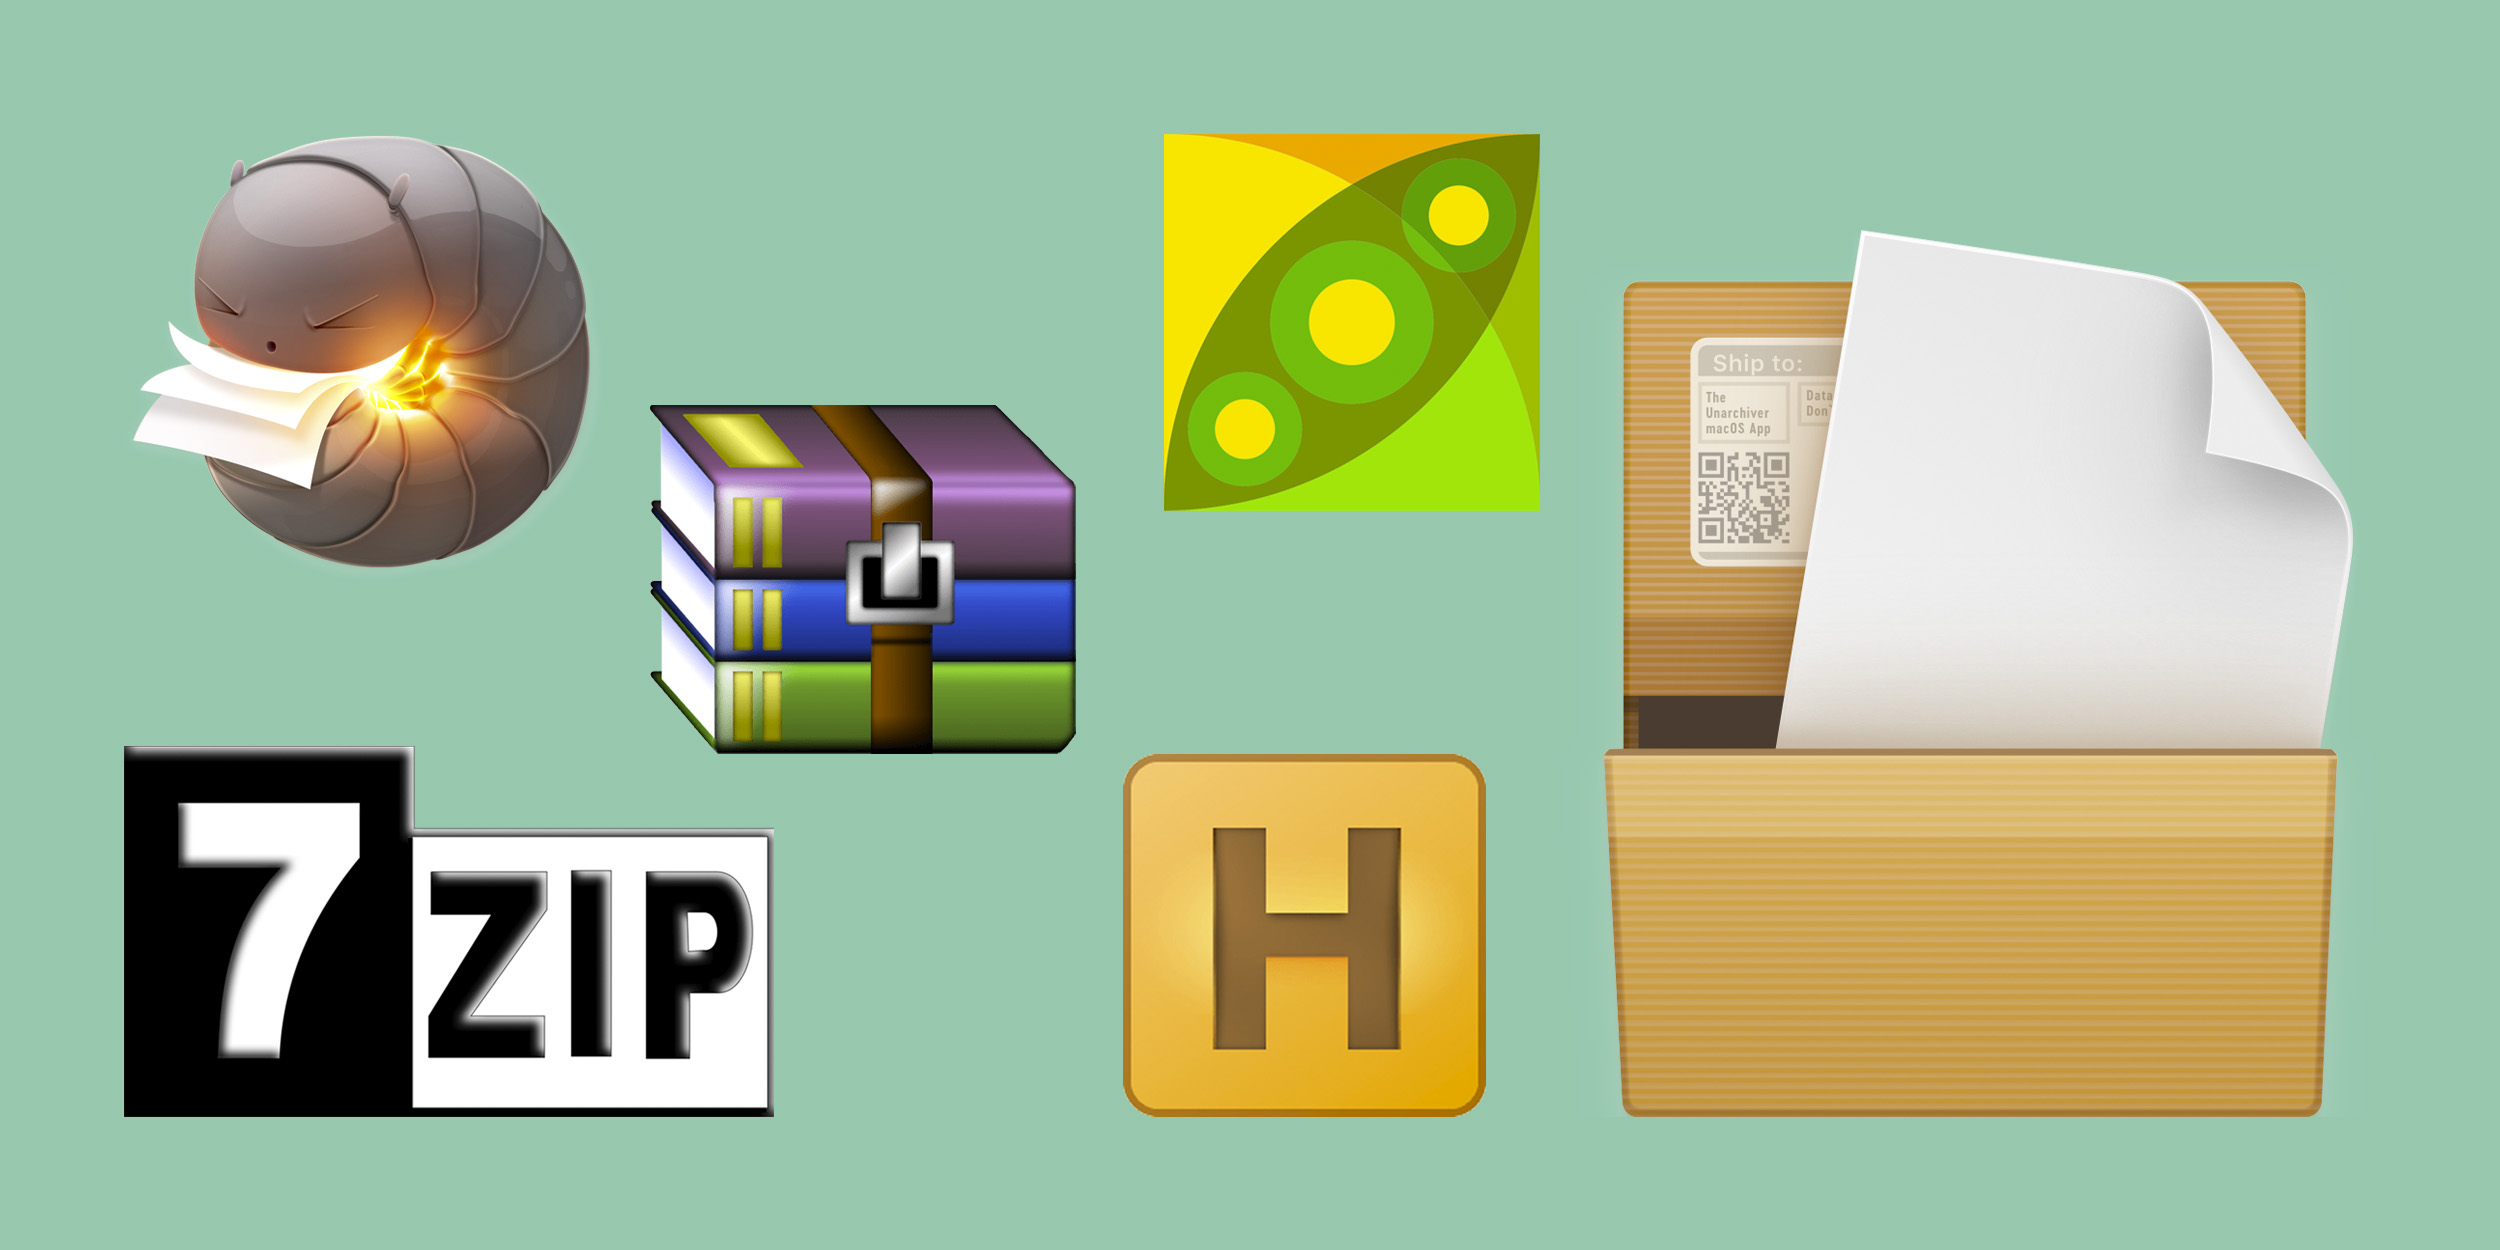 Ship to:
The
Unarchiver
macOS App
Data
Don'
7
ZIP
H